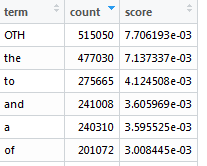 term count score
OTH 515050 7.706193e-03
the 477030 7.137337e-03
to 275665 4.124508e-03
and 241008 3.605969e-03
a 240310 3.595525e-03
of 201072 3.008445e-03